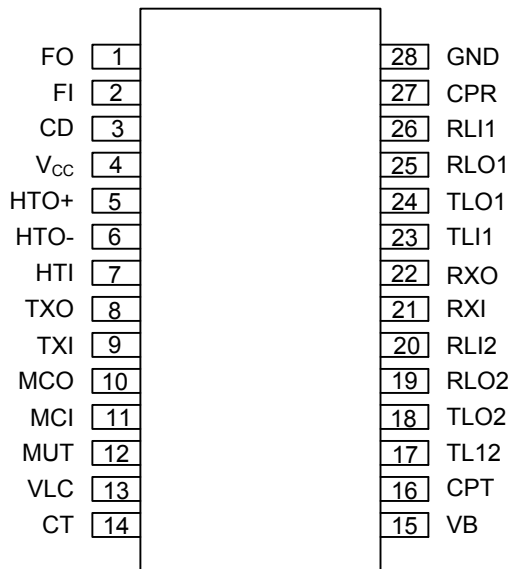 FO 1 28 GND
FI 2 27 CPR
CD 3 26 RLI1
VCC 4 25 RLO1
HTO+ 5 24 TLO1
HTO- 6 23 TLI1
HTI 7 22 RXO
TXO 8 21 RXI
TXI 9 20 RLI2
MCO 10 19 RLO2
MCI 11 18 TLO2
MUT 12 17 TL12
VLC 13 16 CPT
CT 14 15 VB